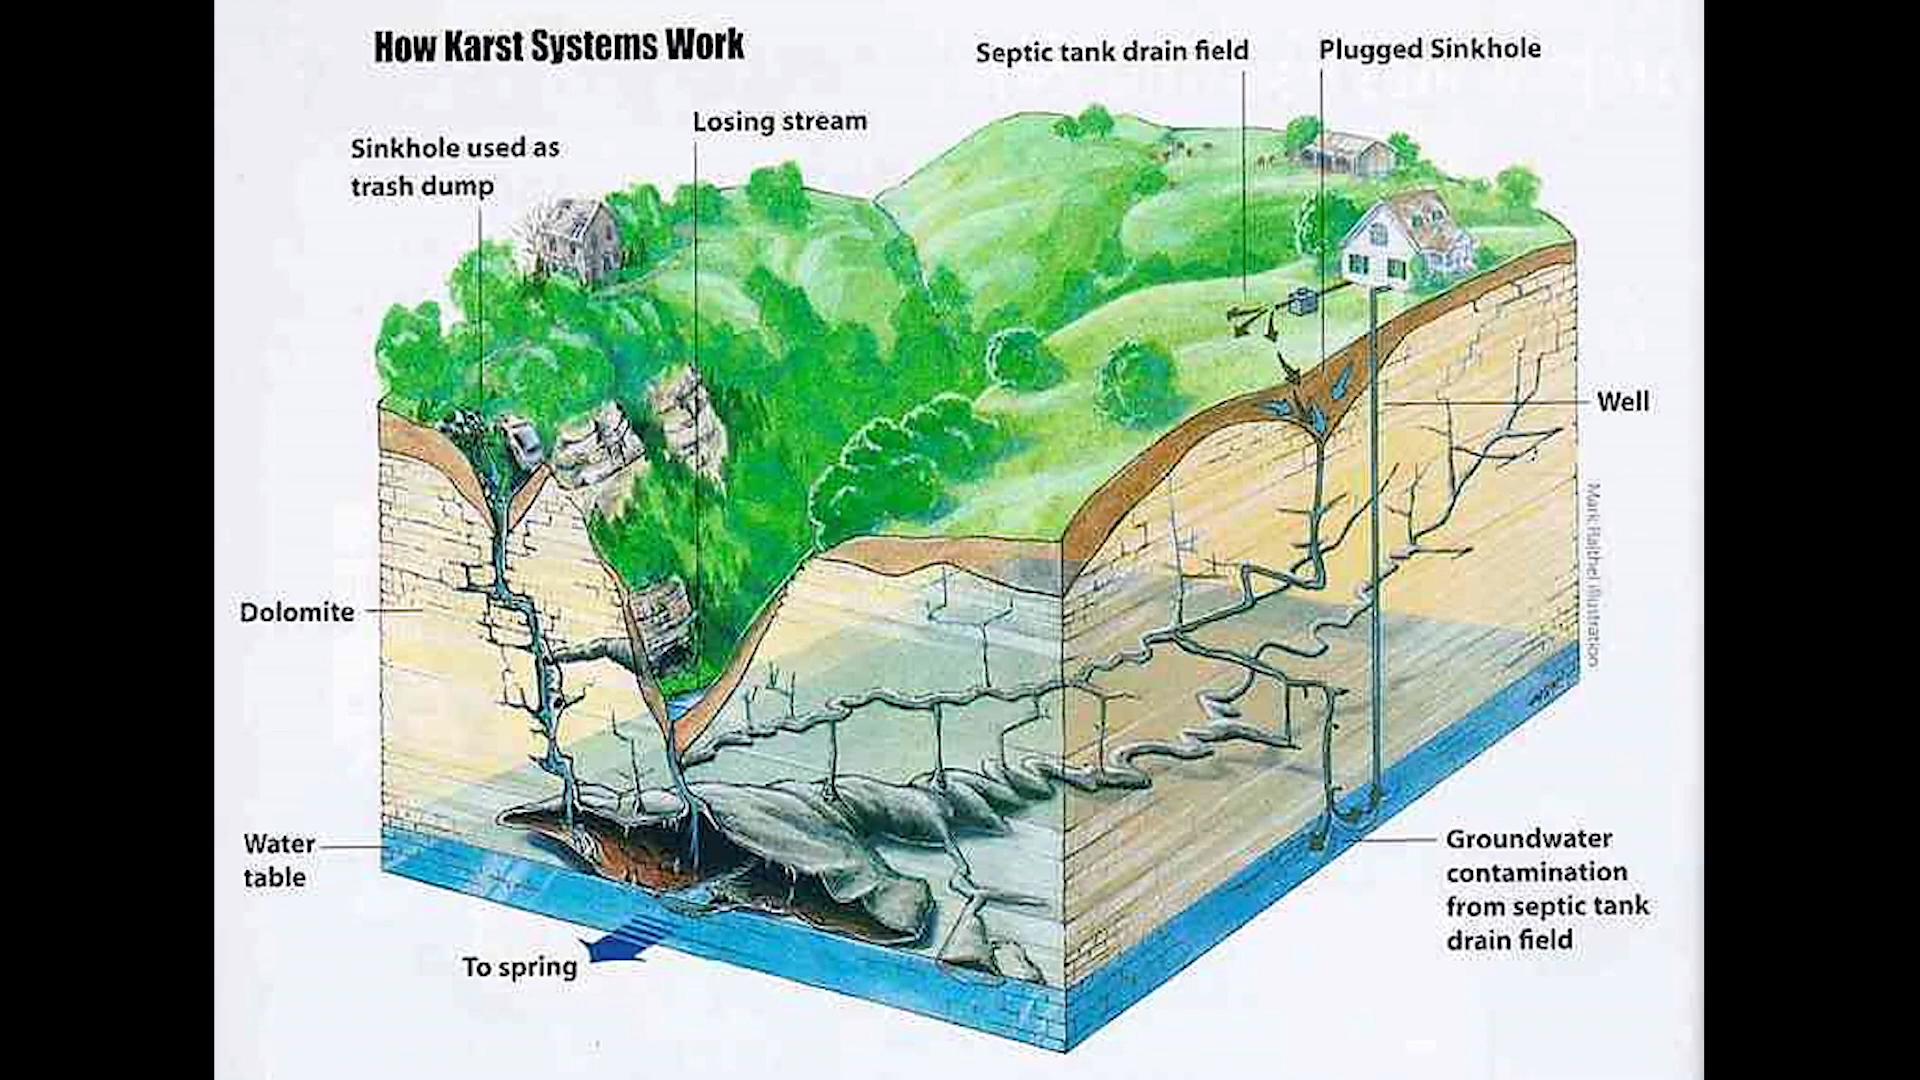 How Karst Systems Work
Septic tank drain field
Plugged Sinkhole
Losing stream
Sinkhole used as
trash dump
Well
Mark Raithel illustration
Dolomite
Water
table
Groundwater
contamination
from septic tank
drain field
To spring